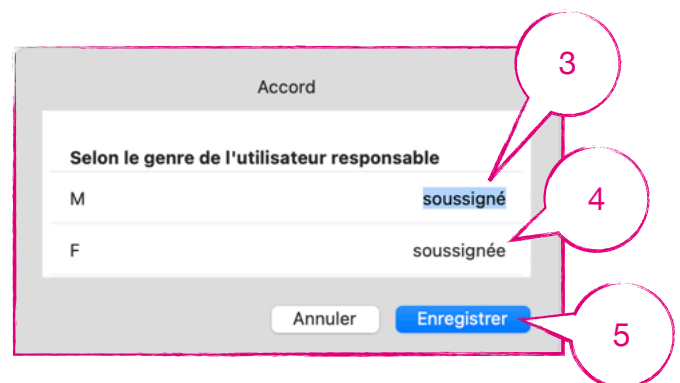 3
Accord
Selon le genre de l'utilisateur responsable
M soussigné
4
F soussignée
Annuler Enregistrer
5